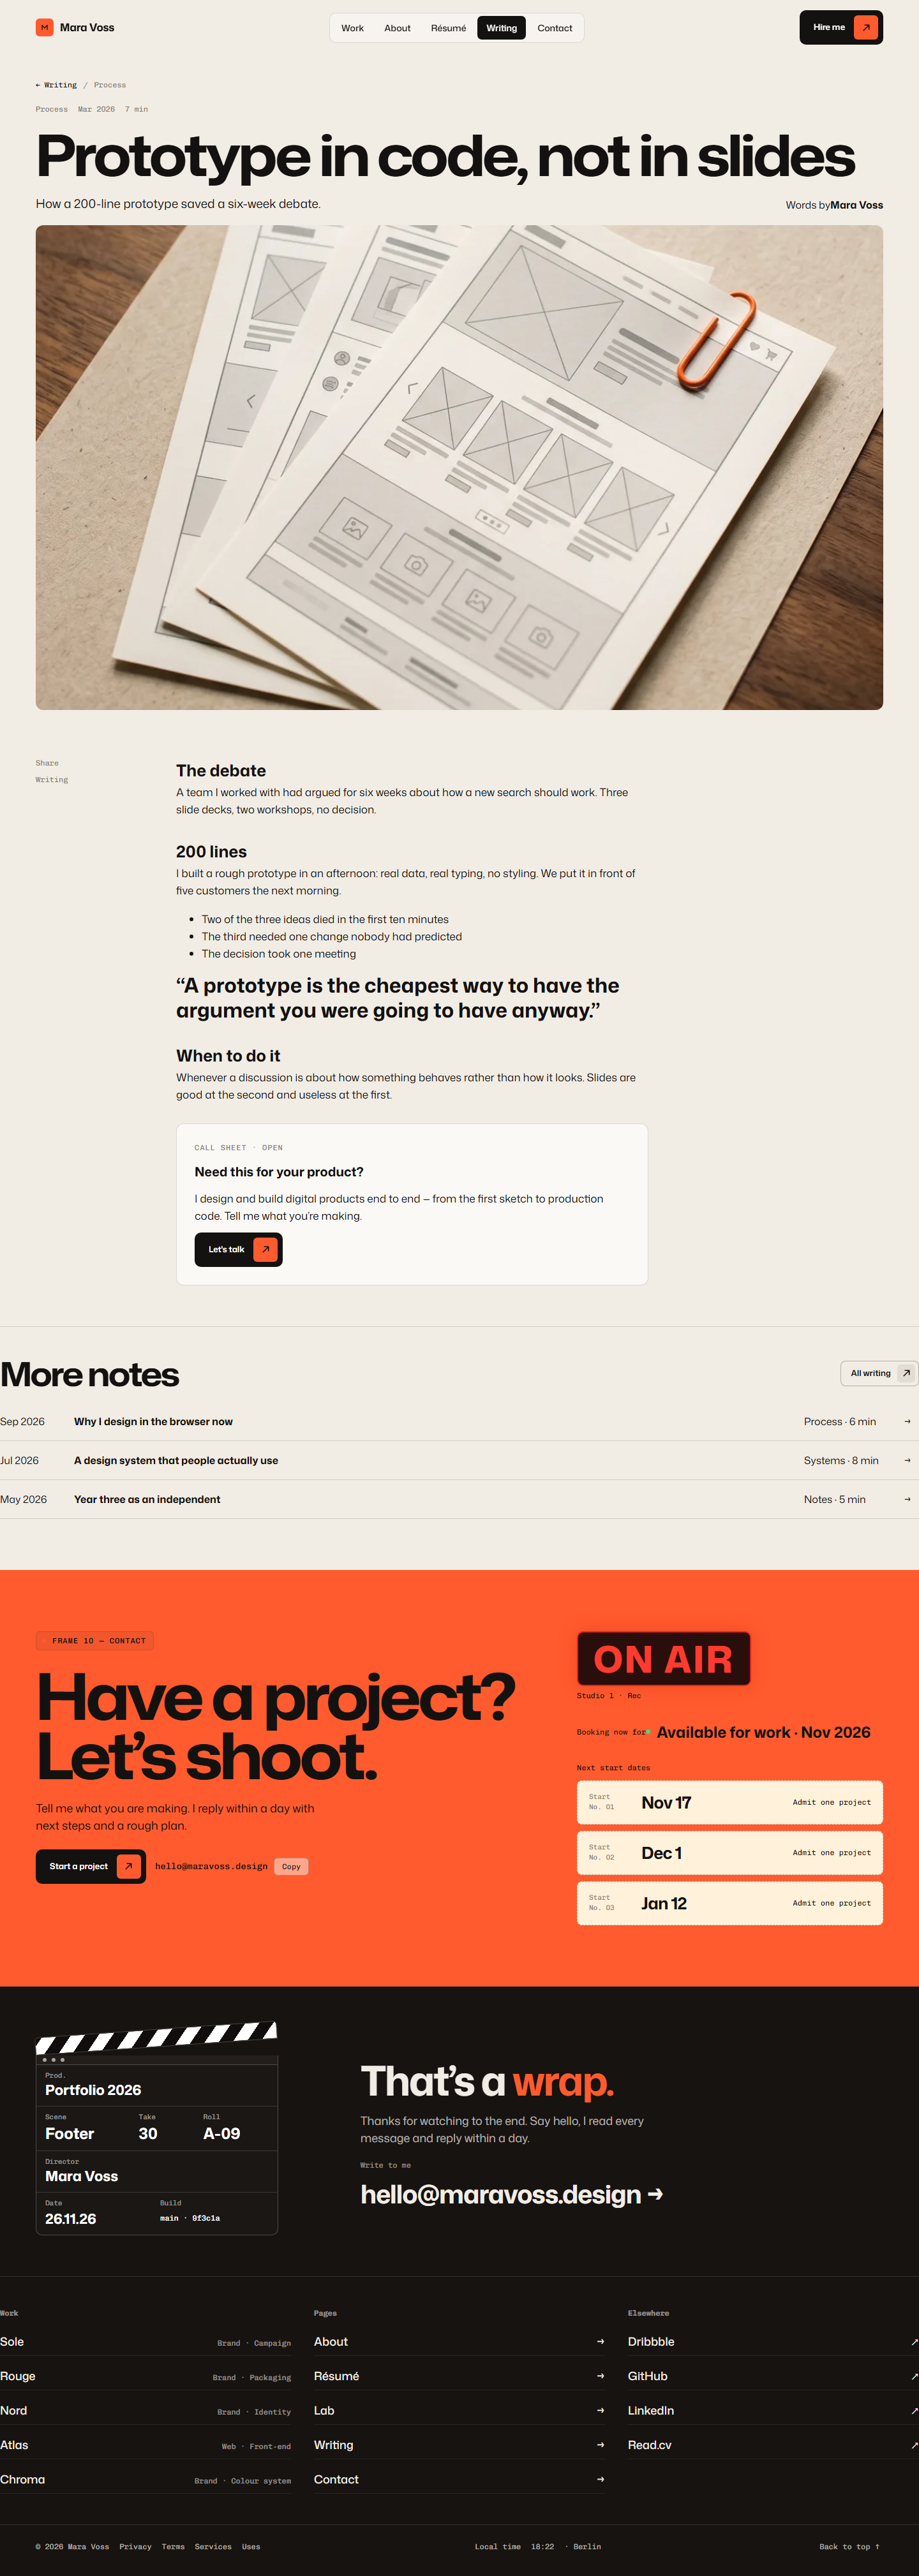 M Mara Voss
Work About Résumé Writing Contact
Hire me
← Writing / Process
Process Mar 2026 7 min
Prototype in code, not in slides
How a 200-line prototype saved a six-week debate.
Words byMara Voss
Share
Writing
The debate
A team I worked with had argued for six weeks about how a new search should work. Three
slide decks, two workshops, no decision.
200 lines
I built a rough prototype in an afternoon: real data, real typing, no styling. We put it in front of
five customers the next morning.
• Two of the three ideas died in the first ten minutes
• The third needed one change nobody had predicted
• The decision took one meeting
“A prototype is the cheapest way to have the
argument you were going to have anyway.”
When to do it
Whenever a discussion is about how something behaves rather than how it looks. Slides are
good at the second and useless at the first.
CALL SHEET · OPEN
Need this for your product?
I design and build digital products end to end — from the first sketch to production
code. Tell me what you’re making.
Let's talk
More notes
All writing
Sep 2026 Why I design in the browser now Process · 6 min →
Jul 2026 A design system that people actually use Systems · 8 min →
May 2026 Year three as an independent Notes · 5 min →
FRAME 10 — CONTACT
Have a project?
Let’s shoot.
Tell me what you are making. I reply within a day with
next steps and a rough plan.
Start a project
hello@maravoss.design Copy
ON AIR
Studio 1 · Rec
Booking now for Available for work · Nov 2026
Next start dates
Start
No. 01
Nov 17
Admit one project
Start
No. 02
Dec 1
Admit one project
Start
No. 03
Jan 12
Admit one project
Prod.
Portfolio 2026
Scene Take Roll
Footer 30 A-09
Director
Mara Voss
Date Build
26.11.26 main · 9f3c1a
That’s a wrap.
Thanks for watching to the end. Say hello, I read every
message and reply within a day.
Write to me
hello@maravoss.design →
Work
Sole Brand · Campaign
Rouge Brand · Packaging
Nord Brand · Identity
Atlas Web · Front-end
Chroma Brand · Colour system
Pages
About →
Résumé →
Lab →
Writing →
Contact →
Elsewhere
Dribbble ↗
GitHub ↗
LinkedIn ↗
Read.cv ↗
© 2026 Mara Voss Privacy Terms Services Uses
Local time 18:22 · Berlin
Back to top ↑